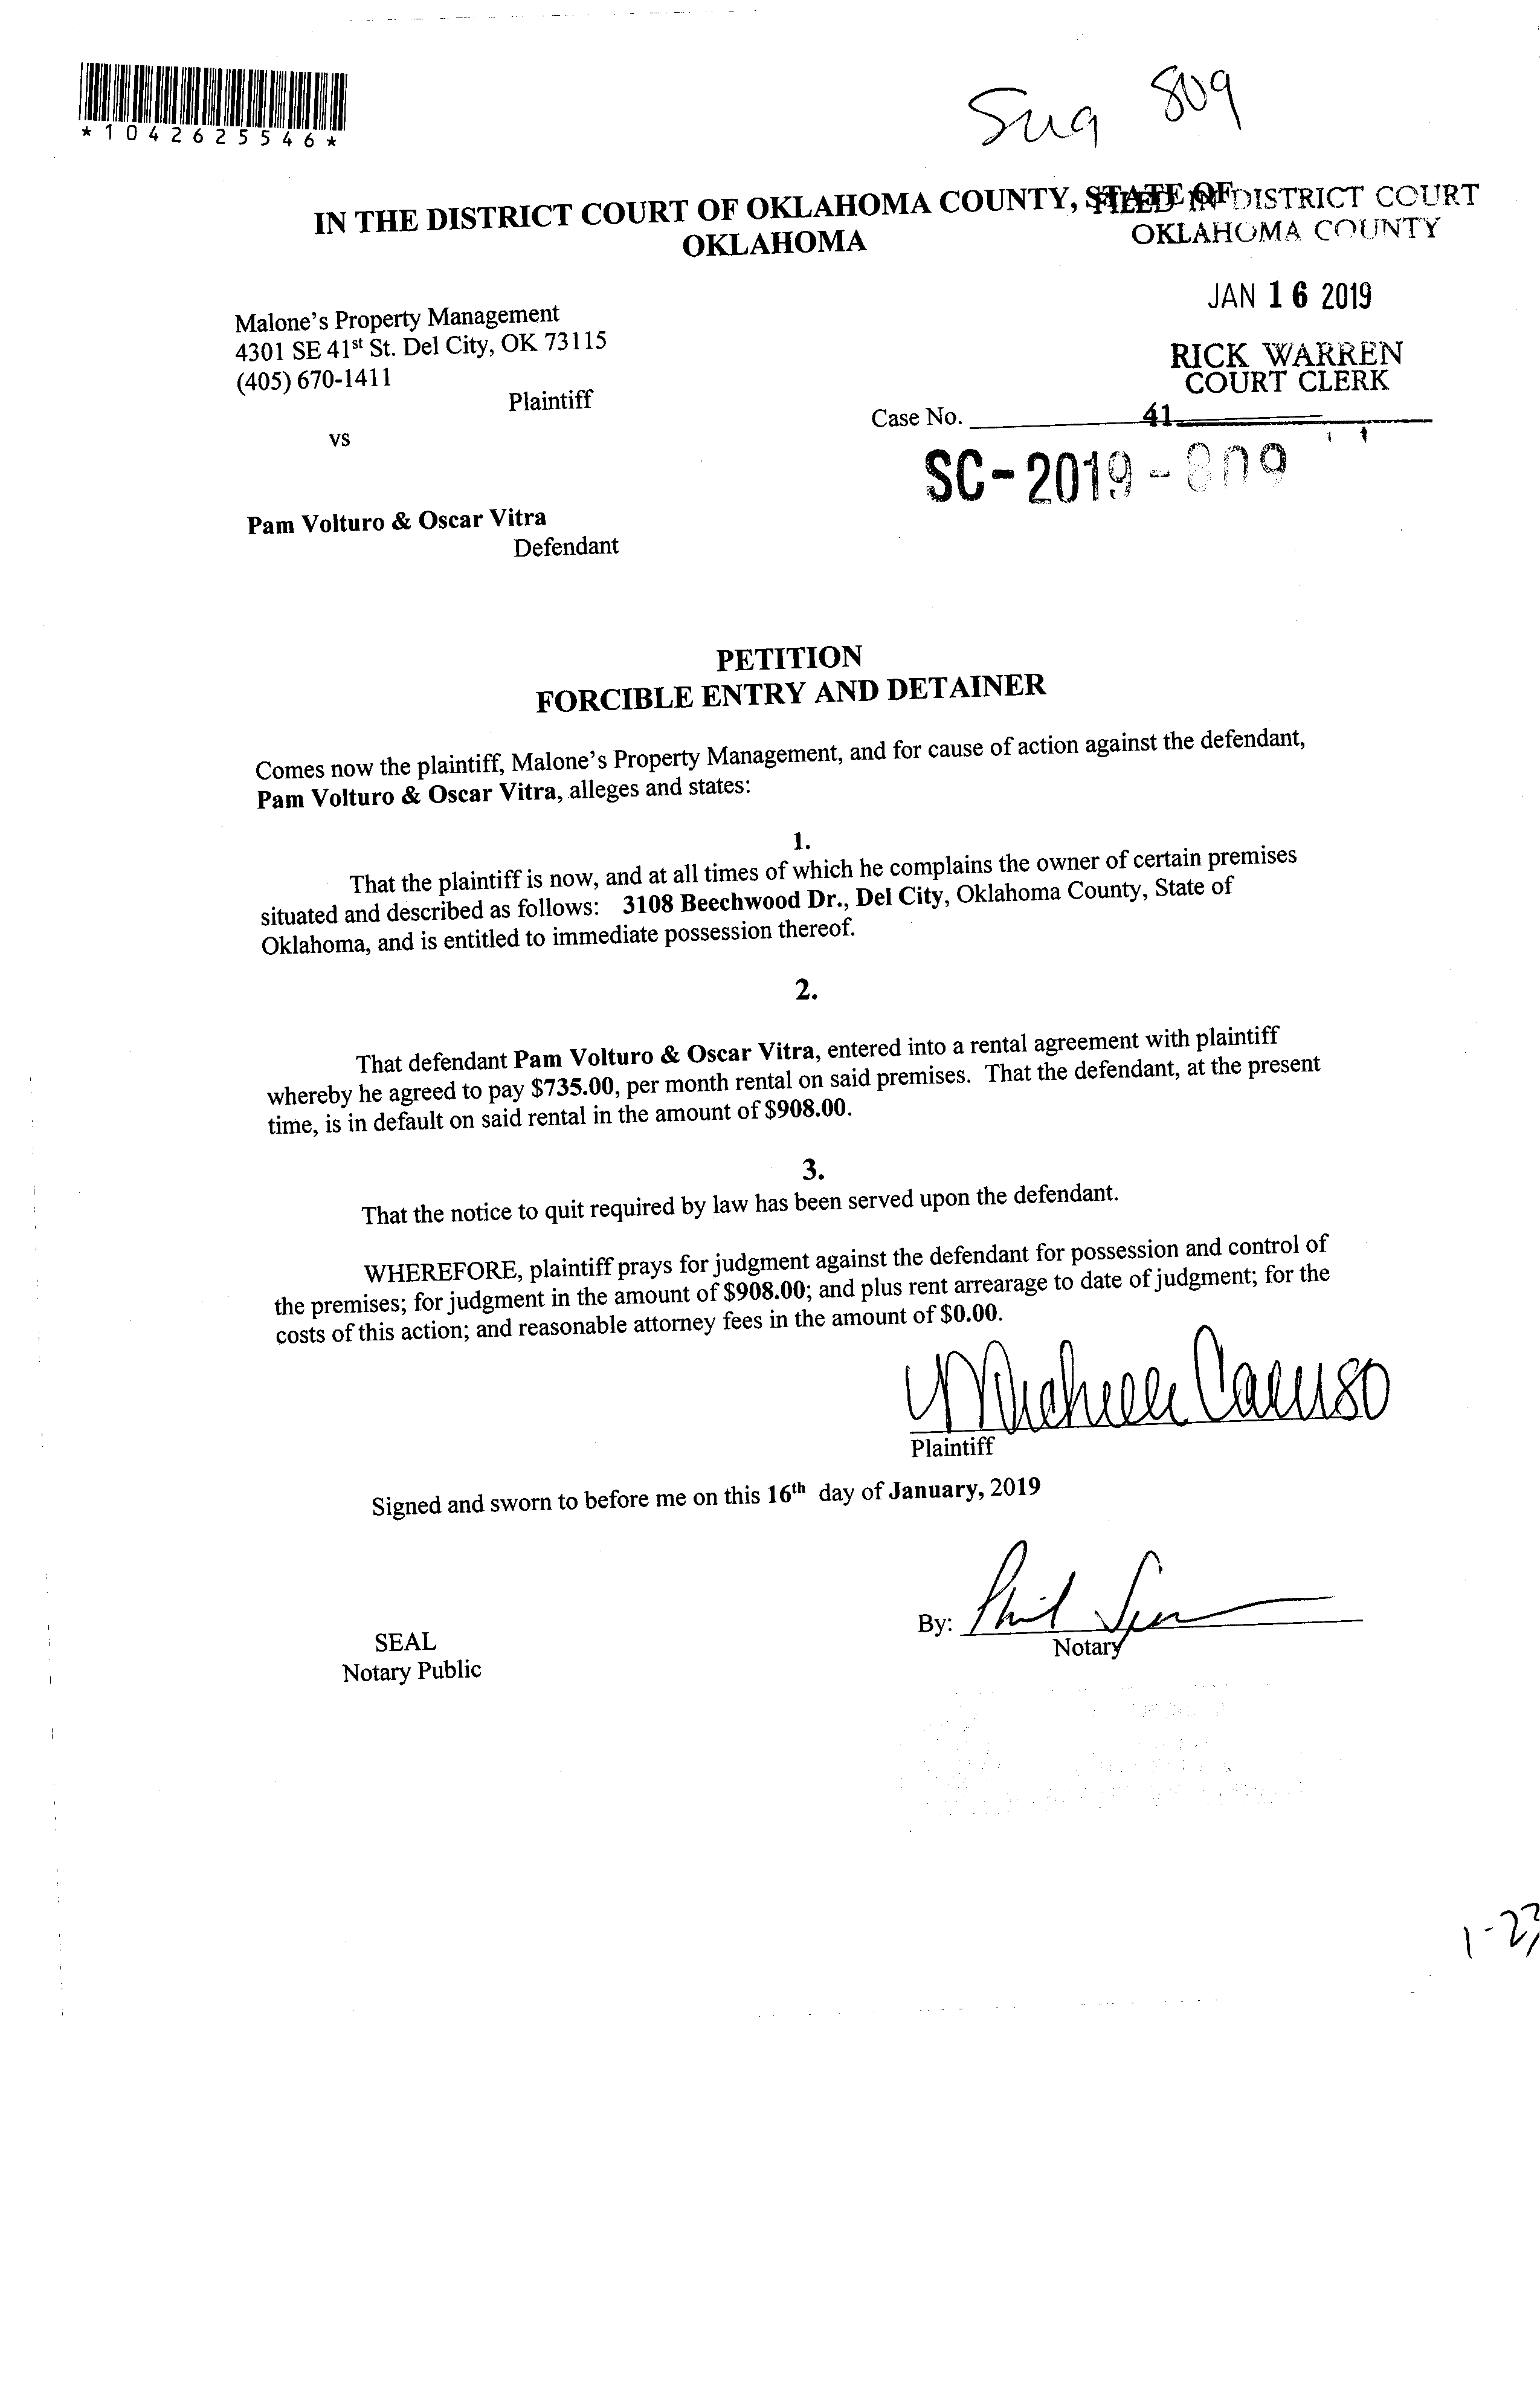 *1042625546*
Sug 809
IN THE DISTRICT COURT OF OKLAHOMA COUNTY, STATE OF
OKLAHOMA
FILED IN DISTRICT COURT
OKLAHOMA COUNTY
JAN 16 2019
RICK WARREN
COURT CLERK
41
Malone's Property Management
4301 SE 41st St. Del City, OK 73115
(405) 670-1411
Plaintiff
Case No.
vs
SC-2019-809
Pam Volturo & Oscar Vitra
Defendant
PETITION
FORCIBLE ENTRY AND DETAINER
Comes now the plaintiff, Malone's Property Management, and for cause of action against the defendant,
Pam Volturo & Oscar Vitra, alleges and states:
1.
That the plaintiff is now, and at all times of which he complains the owner of certain premises
situated and described as follows: 3108 Beechwood Dr., Del City, Oklahoma County, State of
Oklahoma, and is entitled to immediate possession thereof.
2.
That defendant Pam Volturo & Oscar Vitra, entered into a rental agreement with plaintiff
whereby he agreed to pay $735.00, per month rental on said premises. That the defendant, at the present
time, is in default on said rental in the amount of $908.00.
3.
That the notice to quit required by law has been served upon the defendant.
WHEREFORE, plaintiff prays for judgment against the defendant for possession and control of
the premises; for judgment in the amount of $908.00; and plus rent arrearage to date of judgment; for the
costs of this action; and reasonable attorney fees in the amount of $0.00.
Michelle Caruso
Plaintiff
Signed and sworn to before me on this 16th day of January, 2019
By: Phil
Notary
SEAL
Notary Public
1-23